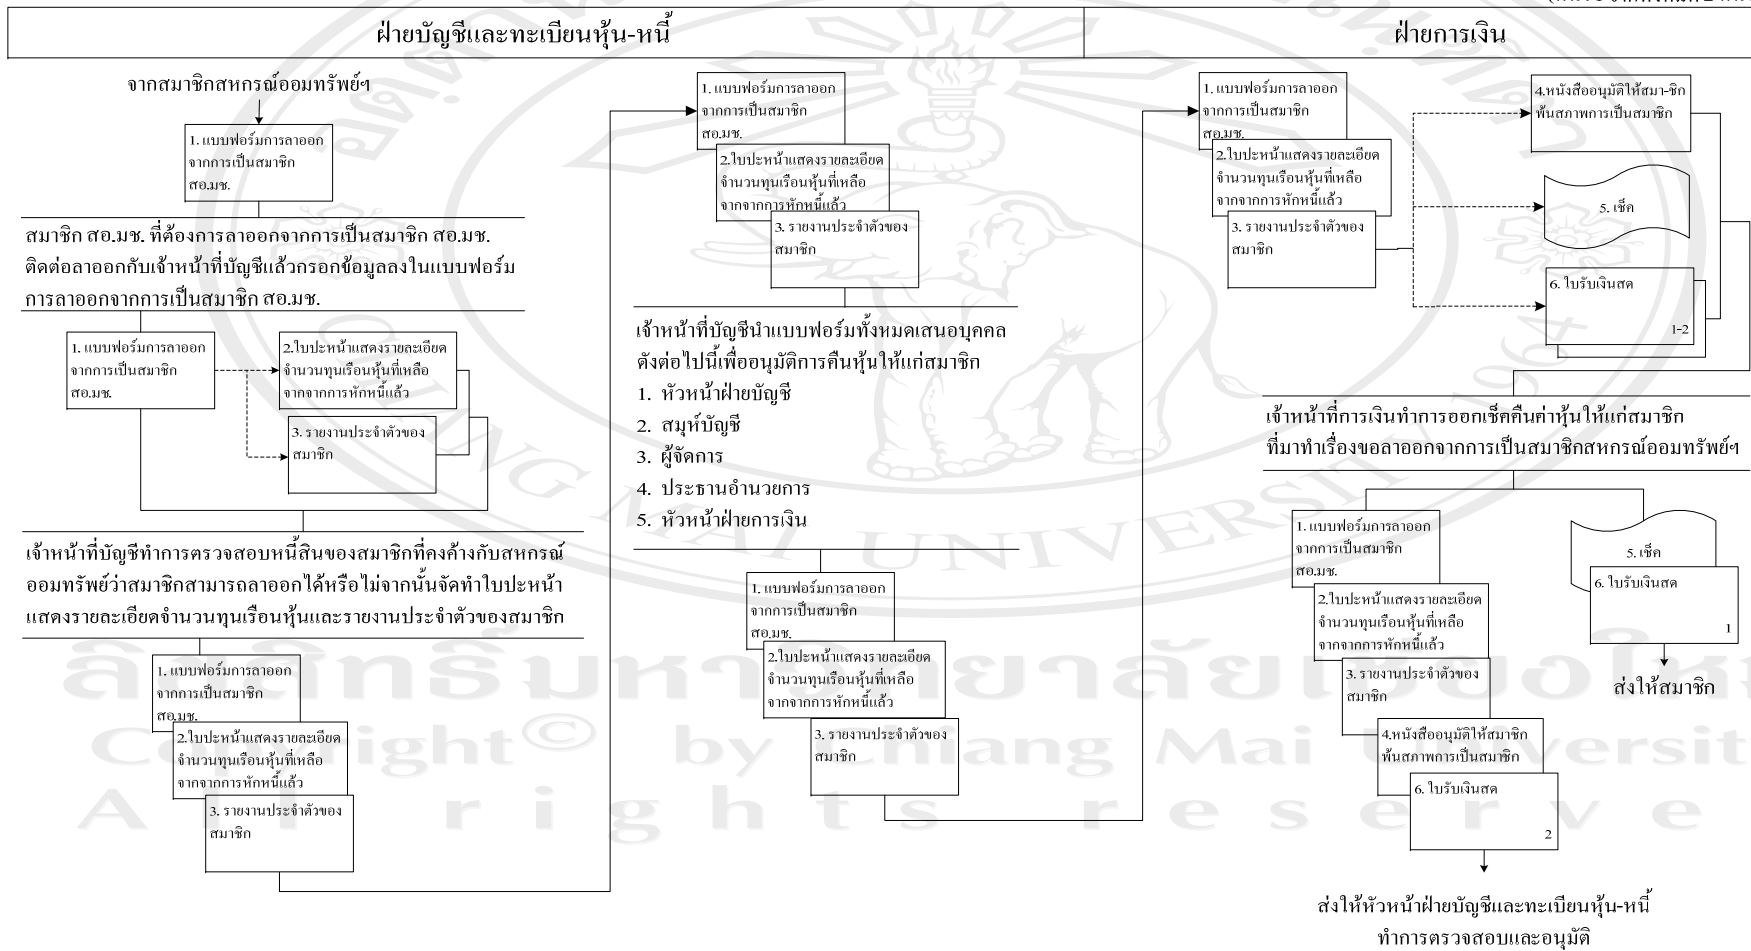 ฝ่ายบัญชีและทะเบียนหุ้น-หนี้
ฝ่ายการเงิน
จากสมาชิกสหกรณ์ออมทรัพย์ฯ
1. แบบฟอร์มการลาออก
จากการเป็นสมาชิก
สอ.มช.
สมาชิก สอ.มช. ที่ต้องการลาออกจากการเป็นสมาชิก สอ.มช.
ติดต่อลาออกกับเจ้าหน้าที่บัญชีแล้วกรอกข้อมูลลงในแบบฟอร์ม
การลาออกจากการเป็นสมาชิก สอ.มช.
1. แบบฟอร์มการลาออก
จากการเป็นสมาชิก
สอ.มช.
2.ใบปะหน้าแสดงรายละเอียด
จำนวนทุนเรือนหุ้นที่เหลือ
จากจากการหักหนี้แล้ว
3. รายงานประจำตัวของ
สมาชิก
เจ้าหน้าที่บัญชีทำการตรวจสอบหนี้สินของสมาชิกที่คงค้างกับสหกรณ์
ออมทรัพย์ว่าสมาชิกสามารถลาออกได้หรือไม่จากนั้นจัดทำใบปะหน้า
แสดงรายละเอียดจำนวนทุนเรือนหุ้นและรายงานประจำตัวของสมาชิก
1. แบบฟอร์มการลาออก
จากการเป็นสมาชิก
สอ.มช.
2.ใบปะหน้าแสดงรายละเอียด
จำนวนทุนเรือนหุ้นที่เหลือ
จากจากการหักหนี้แล้ว
3. รายงานประจำตัวของ
สมาชิก
1. แบบฟอร์มการลาออก
จากการเป็นสมาชิก
สอ.มช.
2.ใบปะหน้าแสดงรายละเอียด
จำนวนทุนเรือนหุ้นที่เหลือ
จากจากการหักหนี้แล้ว
3. รายงานประจำตัวของ
สมาชิก
เจ้าหน้าที่บัญชีนำแบบฟอร์มทั้งหมดเสนอบุคคล
ดังต่อไปนี้เพื่ออนุมัติการคืนหุ้นให้แก่สมาชิก
1. หัวหน้าฝ่ายบัญชี
2. สมุห์บัญชี
3. ผู้จัดการ
4. ประธานอำนวยการ
5. หัวหน้าฝ่ายการเงิน
1. แบบฟอร์มการลาออก
จากการเป็นสมาชิก
สอ.มช.
2.ใบปะหน้าแสดงรายละเอียด
จำนวนทุนเรือนหุ้นที่เหลือ
จากจากการหักหนี้แล้ว
3. รายงานประจำตัวของ
สมาชิก
1. แบบฟอร์มการลาออก
จากการเป็นสมาชิก
สอ.มช.
2.ใบปะหน้าแสดงรายละเอียด
จำนวนทุนเรือนหุ้นที่เหลือ
จากจากการหักหนี้แล้ว
3. รายงานประจำตัวของ
สมาชิก
4.หนังสืออนุมัติให้สมา-ชิก
พ้นสภาพการเป็นสมาชิก
5. เช็ค
6. ใบรับเงินสด
1-2
เจ้าหน้าที่การเงินทำการออกเช็คคืนค่าหุ้นให้แก่สมาชิก
ที่มาทำเรื่องขอลาออกจากการเป็นสมาชิกสหกรณ์ออมทรัพย์ฯ
1. แบบฟอร์มการลาออก
จากการเป็นสมาชิก
สอ.มช.
2.ใบปะหน้าแสดงรายละเอียด
จำนวนทุนเรือนหุ้นที่เหลือ
จากจากการหักหนี้แล้ว
3. รายงานประจำตัวของ
สมาชิก
4.หนังสืออนุมัติให้สมาชิก
พ้นสภาพการเป็นสมาชิก
6. ใบรับเงินสด
2
5. เช็ค
6. ใบรับเงินสด
1
ส่งให้สมาชิก
ส่งให้หัวหน้าฝ่ายบัญชีและทะเบียนหุ้น-หนี้
ทำการตรวจสอบและอนุมัติ
CHIANG MAI UNIVERSITY 1964
Copyright© by Chiang Mai Universit
All rights reserve